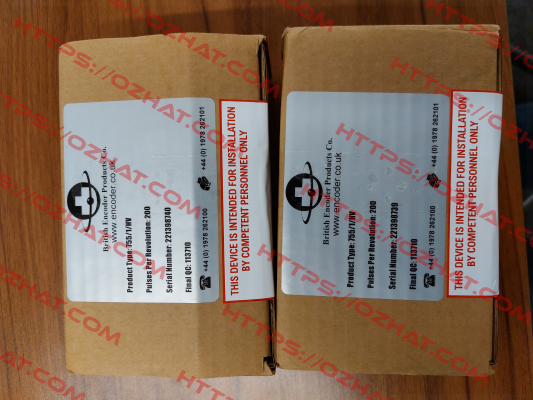 British Encoder Products Co.
www.encoder.co.uk
Product Type: 755/1/HV
Pulses Per Revolution: 200
Serial Number: 221398740
Final QC: 113710
+44 (0) 1978 262100
+44 (0) 1978 262101
THIS DEVICE IS INTENDED FOR INSTALLATION
BY COMPETENT PERSONNEL ONLY
British Encoder Products Co.
www.encoder.co.uk
Product Type: 755/1/HV
Pulses Per Revolution: 200
Serial Number: 221398739
Final QC: 113710
+44 (0) 1978 262100
+44 (0) 1978 262101
THIS DEVICE IS INTENDED FOR INSTALLATION
BY COMPETENT PERSONNEL ONLY
HTTPS://OZHAT.COM